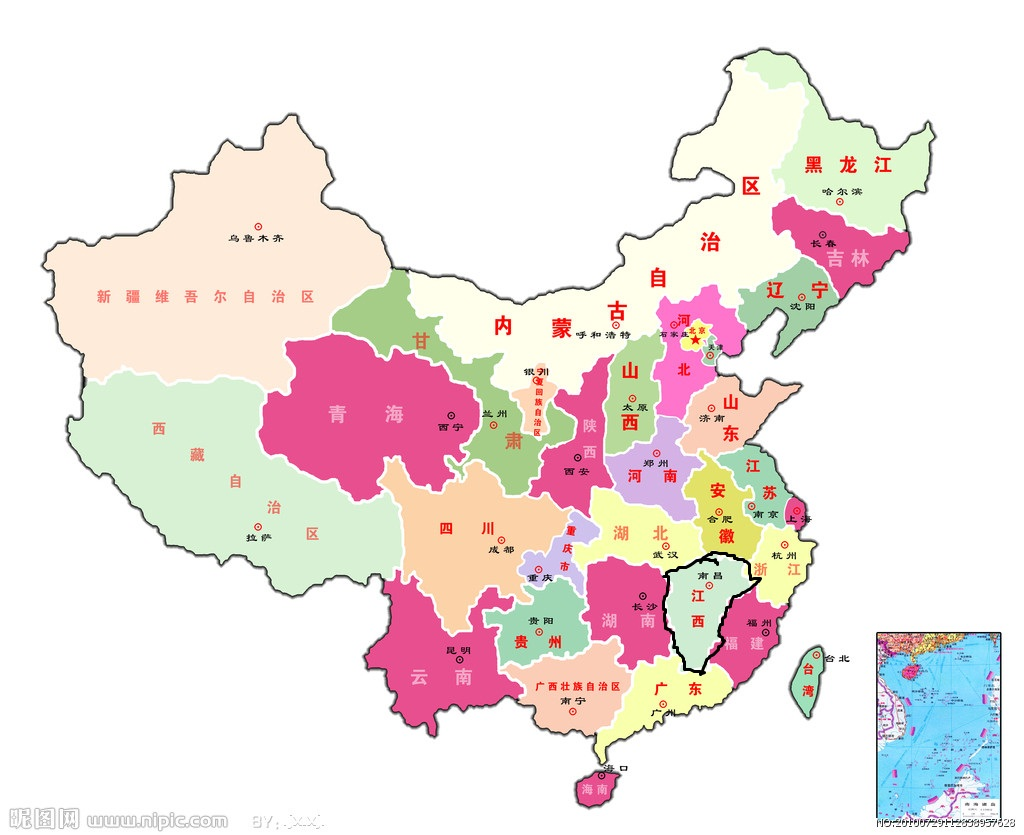 黑龙江
哈尔滨
内蒙古自治区
呼和浩特
长春
吉林
辽宁
沈阳
乌鲁木齐
新疆维吾尔自治区
甘肃
兰州
河北
石家庄
北京
天津
银川
宁夏回族自治区
山西
太原
陕西
西安
山东
济南
青海
西宁
西藏自治区
拉萨
河南
郑州
江苏
南京
安徽
合肥
上海
四川
成都
重庆市
重庆
湖北
武汉
浙江
杭州
江西
南昌
湖南
长沙
贵州
贵阳
福州
福建
云南
昆明
广西壮族自治区
南宁
广东
广州
台北
台湾
海口
海南
南海诸岛
昵图网 www.nipic.com
BY: jxxj
NO:20100729112838957628